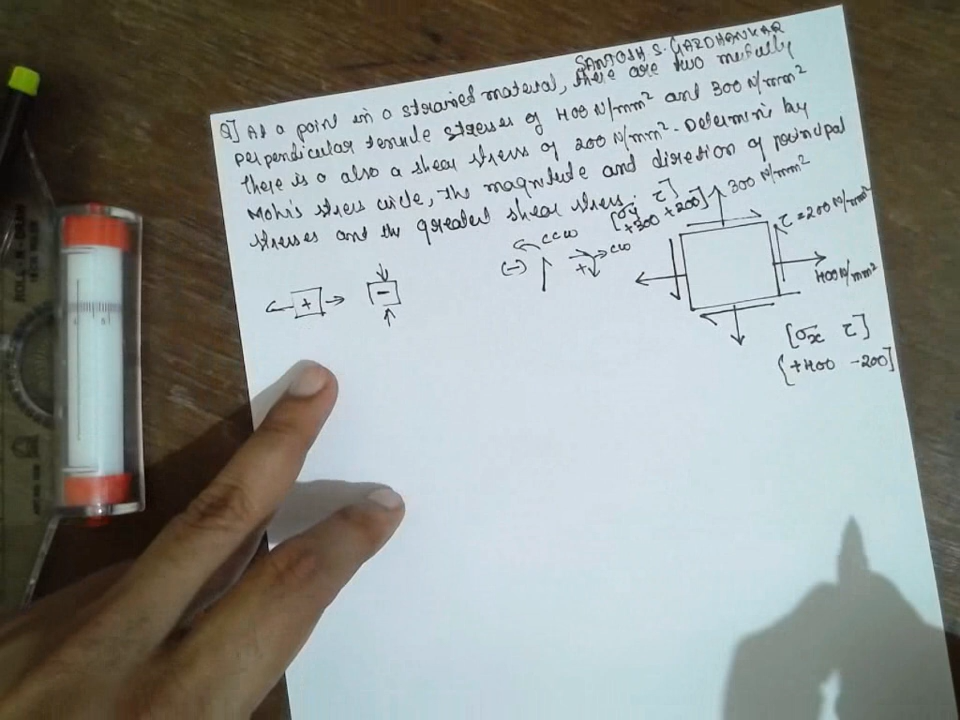 SANTOSH S. GARDHANKAR
Q] At a point in a strained material, there are two mutually
perpendicular tensile stresses of 400 N/mm² and 300 N/mm²
there is a also a shear stress of 200 N/mm². Determine by
Mohr's stress circle, the magnitude and direction of principal
stresses and the greatest shear stress.
[σy τ]
+300 +200]
300 N/mm²
τ = 200 N/mm²
(-) CCW
+ CW
400 N/mm²
+
-
[σx τ]
[+400 -200]
ROLL-N-DRAW